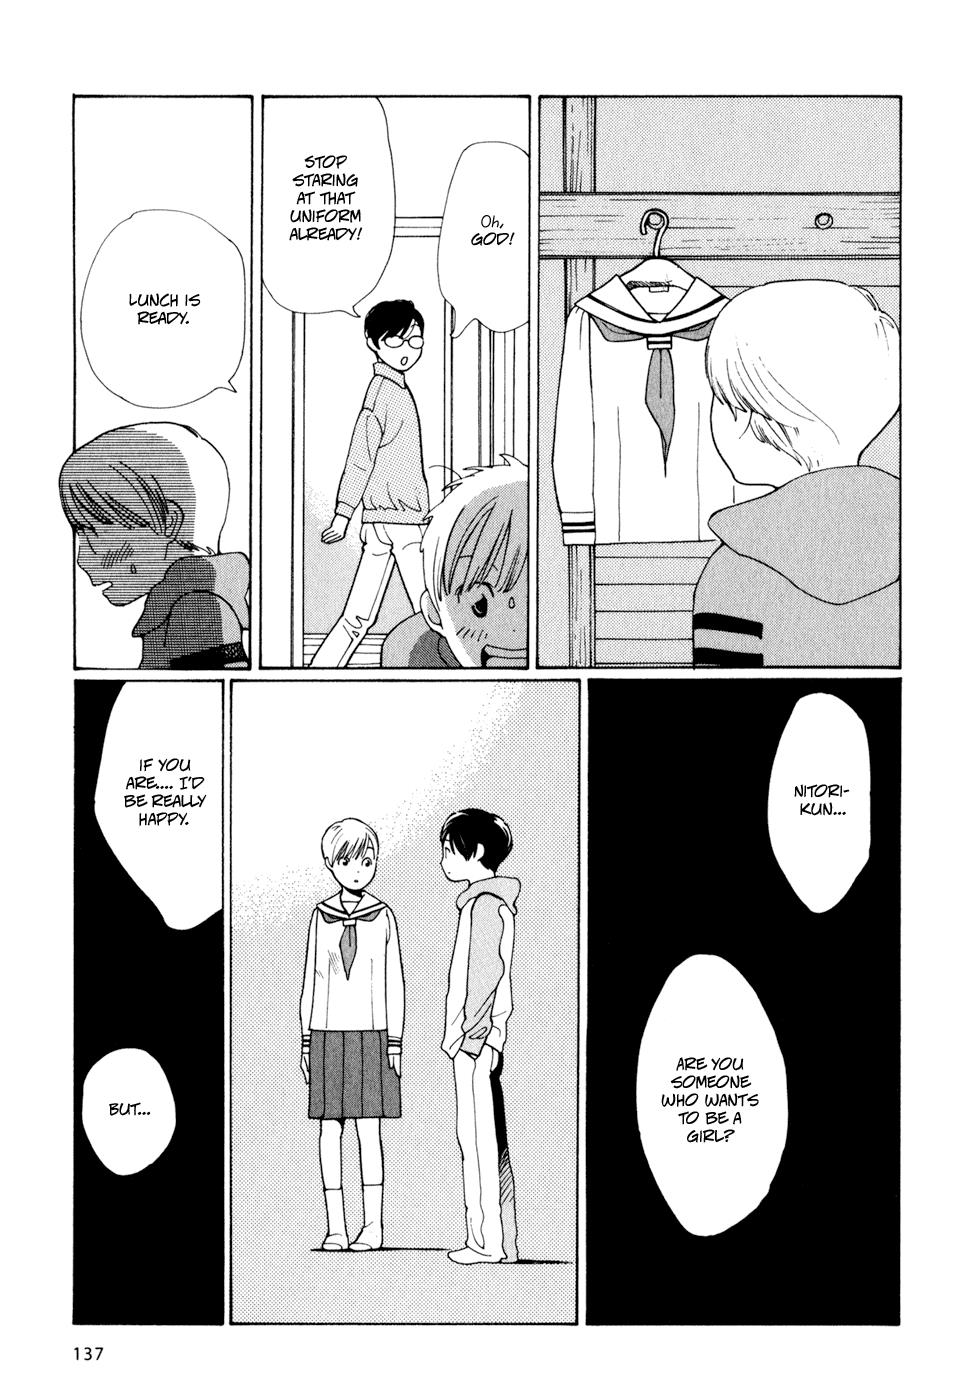 Oh,
GOD!
STOP
STARING
AT THAT
UNIFORM
ALREADY!
LUNCH IS
READY.
NITORI-
KUN...
ARE YOU
SOMEONE
WHO WANTS
TO BE A
GIRL?
IF YOU
ARE.... I'D
BE REALLY
HAPPY.
BUT...
137